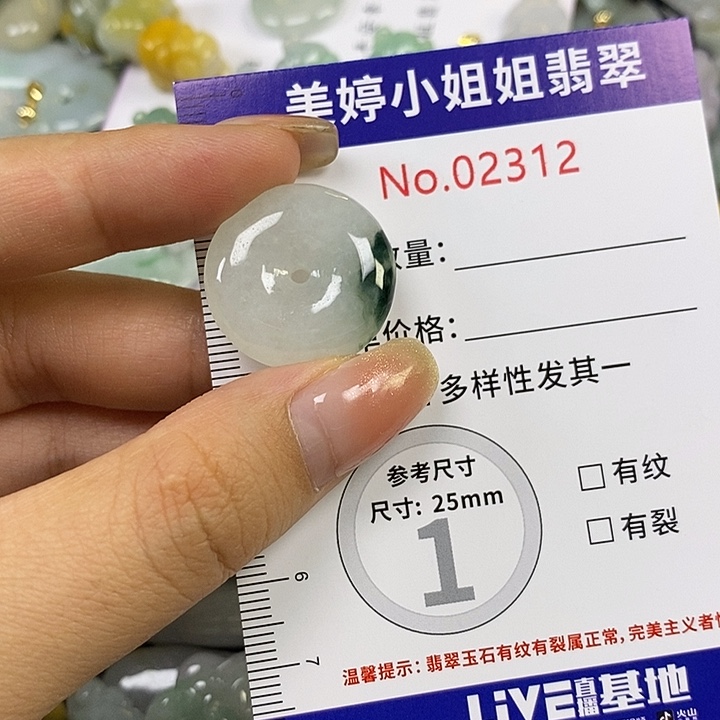 美婷小姐姐翡翠
No.02312
数量：
价格：
多样性发其一
参考尺寸
尺寸: 25mm
1
有纹
有裂
6
7
温馨提示: 翡翠玉石有纹有裂属正常, 完美主义者
LIVE直播基地
火山